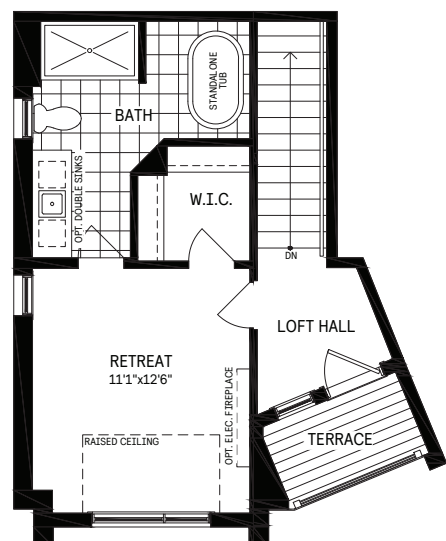 STANDALONE
TUB
BATH
OPT. DOUBLE SINKS
W.I.C.
DN
LOFT HALL
RETREAT
11'1"x12'6"
OPT. ELEC. FIREPLACE
TERRACE
RAISED CEILING